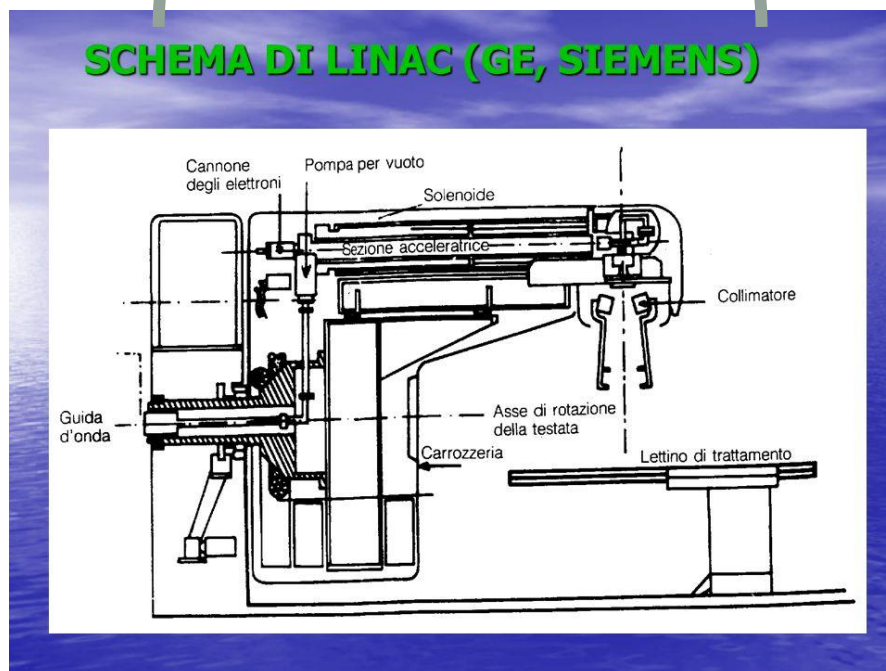 SCHEMA DI LINAC (GE, SIEMENS)
Cannone
degli elettroni
Pompa per vuoto
Solenoide
Sezione acceleratrice
Collimatore
Guida
d'onda
Asse di rotazione
della testata
Carrozzeria
Lettino di trattamento